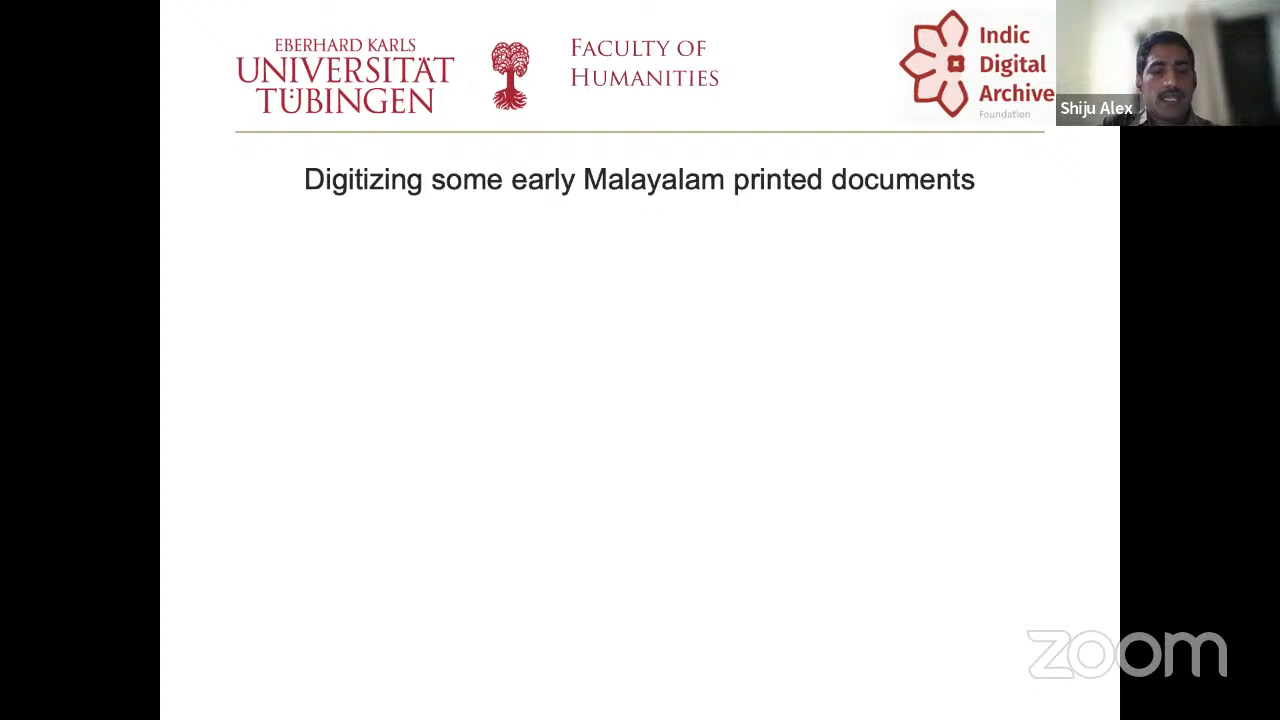 EBERHARD KARLS
UNIVERSITÄT
TÜBINGEN
FACULTY OF
HUMANITIES
Indic
Digital
Archive
Foundation
Shiju Alex
Digitizing some early Malayalam printed documents
zoom